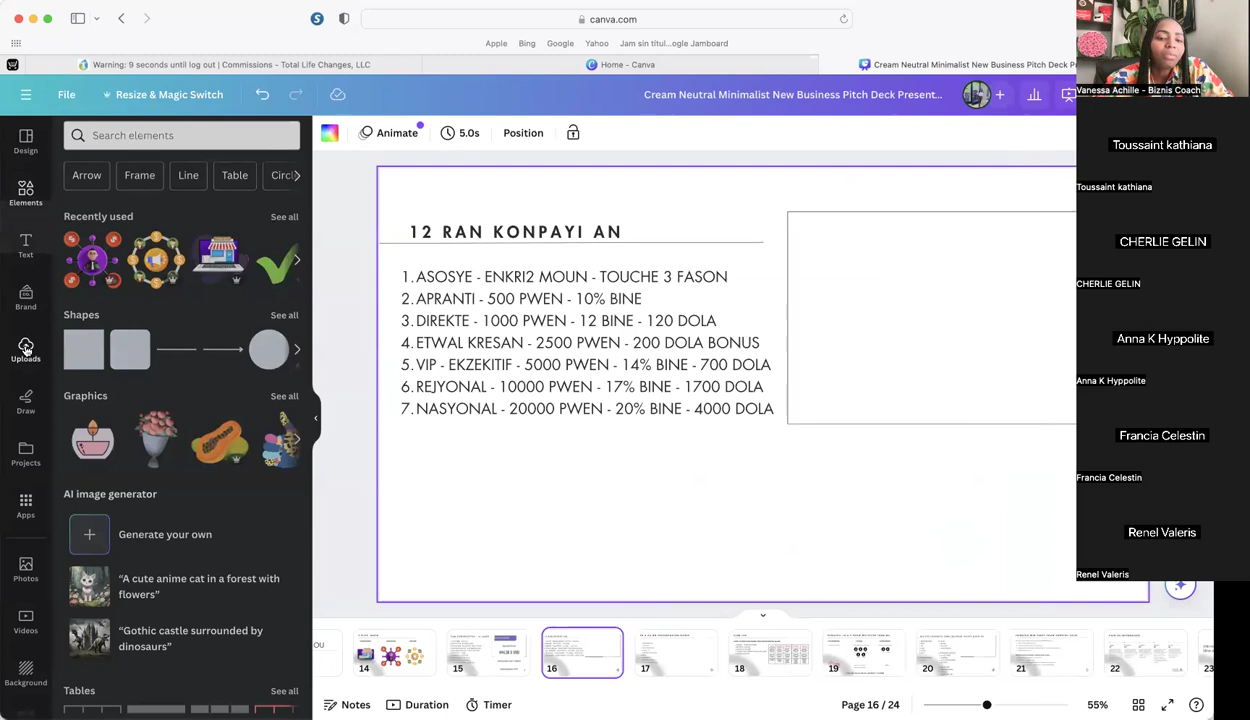 canva.com
Apple
Bing
Google
Yahoo
Jam sin titul...ogle Jamboard
Warning: 9 seconds until log out | Commissions - Total Life Changes, LLC
Home - Canva
Cream Neutral Minimalist New Business Pitch Deck Pr
File
Resize & Magic Switch
Cream Neutral Minimalist New Business Pitch Deck Present...
Design
Elements
Text
Brand
Uploads
Draw
Projects
Apps
Photos
Videos
Background
Search elements
Arrow
Frame
Line
Table
Circl
Recently used
See all
Shapes
See all
Graphics
See all
AI image generator
Generate your own
“A cute anime cat in a forest with
flowers”
“Gothic castle surrounded by
dinosaurs”
Tables
See all
Animate
5.0s
Position
12 RAN KONPAYI AN
1. ASOSYE - ENKRI2 MOUN - TOUCHE 3 FASON
2. APRANTI - 500 PWEN - 10% BINE
3. DIREKTE - 1000 PWEN - 12 BINE - 120 DOLA
4. ETWAL KRESAN - 2500 PWEN - 200 DOLA BONUS
5. VIP - EKZEKITIF - 5000 PWEN - 14% BINE - 700 DOLA
6. REJYONAL - 10000 PWEN - 17% BINE - 1700 DOLA
7. NASYONAL - 20000 PWEN - 20% BINE - 4000 DOLA
OU
14
15
16
17
18
19
20
21
22
23
Notes
Duration
Timer
Page 16 / 24
55%
Vanessa Achille - Biznis Coach
Toussaint kathiana
Toussaint kathiana
CHERLIE GELIN
CHERLIE GELIN
Anna K Hyppolite
Anna K Hyppolite
Francia Celestin
Francia Celestin
Renel Valeris
Renel Valeris